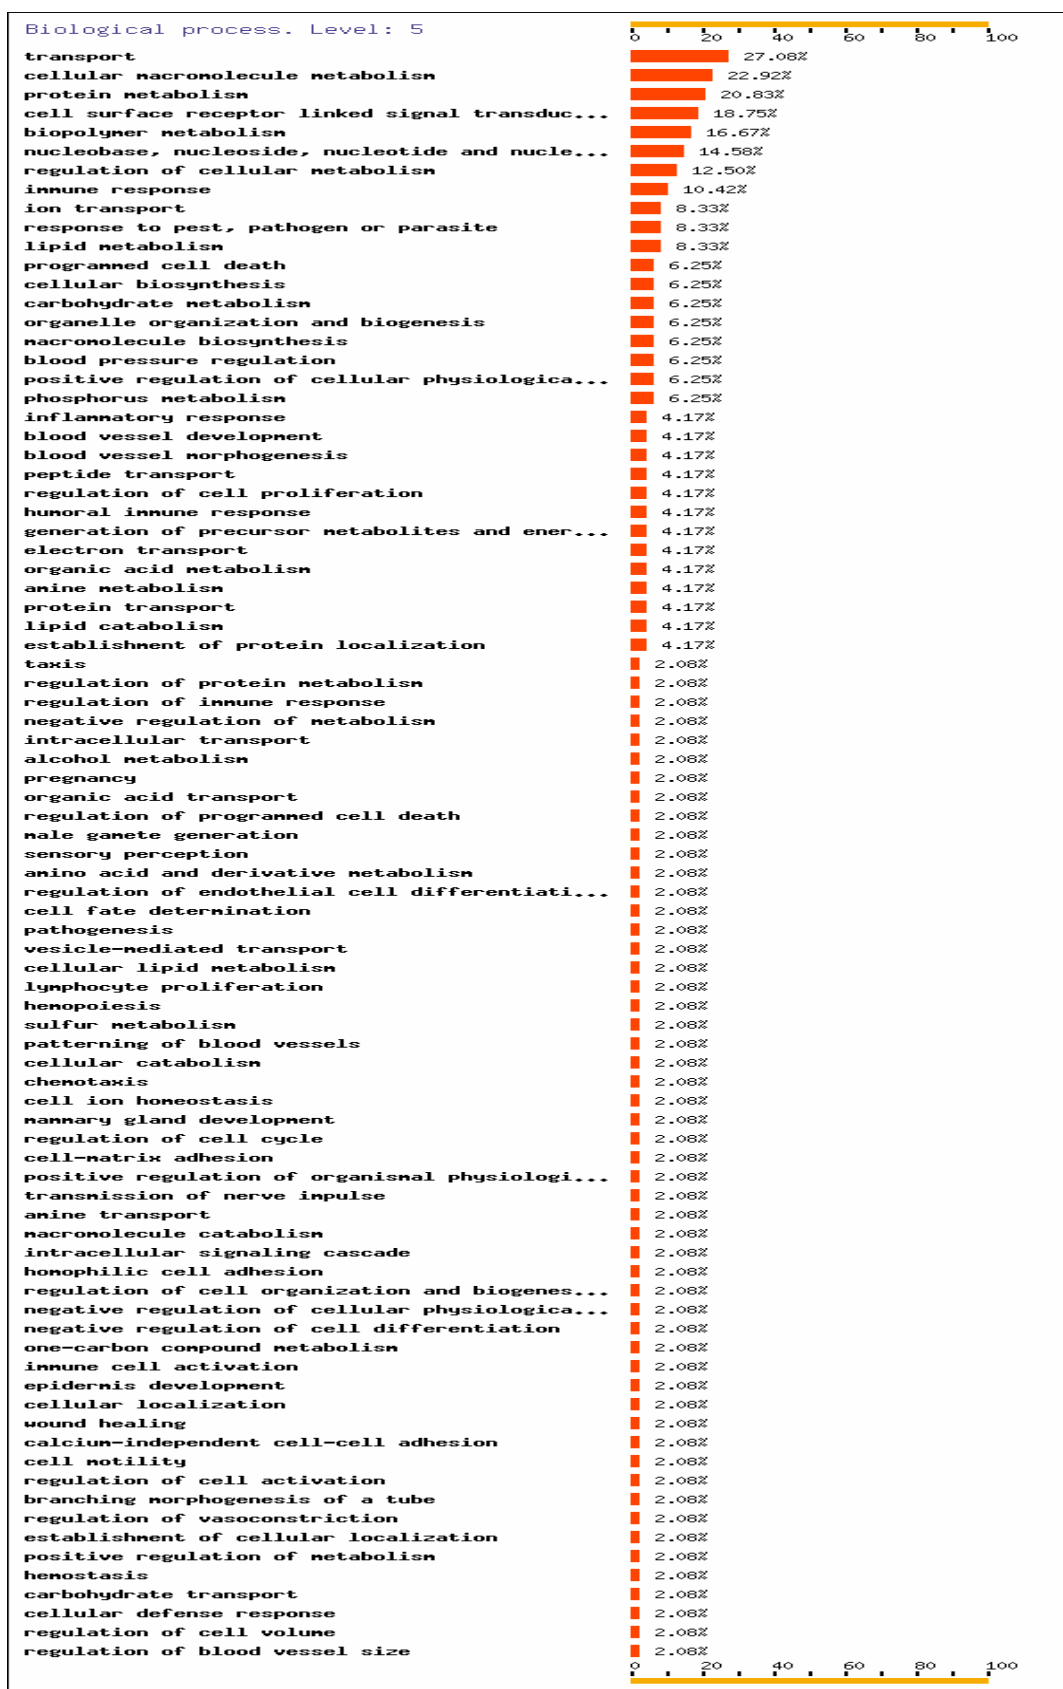 Biological process. Level: 5
0 20 40 60 80 100
transport 27.08%
cellular macromolecule metabolism 22.92%
protein metabolism 20.83%
cell surface receptor linked signal transduc... 18.75%
biopolymer metabolism 16.67%
nucleobase, nucleoside, nucleotide and nucle... 14.58%
regulation of cellular metabolism 12.50%
immune response 10.42%
ion transport 8.33%
response to pest, pathogen or parasite 8.33%
lipid metabolism 8.33%
programmed cell death 6.25%
cellular biosynthesis 6.25%
carbohydrate metabolism 6.25%
organelle organization and biogenesis 6.25%
macromolecule biosynthesis 6.25%
blood pressure regulation 6.25%
positive regulation of cellular physiologica... 6.25%
phosphorus metabolism 6.25%
inflammatory response 4.17%
blood vessel development 4.17%
blood vessel morphogenesis 4.17%
peptide transport 4.17%
regulation of cell proliferation 4.17%
humoral immune response 4.17%
generation of precursor metabolites and ener... 4.17%
electron transport 4.17%
organic acid metabolism 4.17%
amine metabolism 4.17%
protein transport 4.17%
lipid catabolism 4.17%
establishment of protein localization 4.17%
taxis 2.08%
regulation of protein metabolism 2.08%
regulation of immune response 2.08%
negative regulation of metabolism 2.08%
intracellular transport 2.08%
alcohol metabolism 2.08%
pregnancy 2.08%
organic acid transport 2.08%
regulation of programmed cell death 2.08%
male gamete generation 2.08%
sensory perception 2.08%
amino acid and derivative metabolism 2.08%
regulation of endothelial cell differentiati... 2.08%
cell fate determination 2.08%
pathogenesis 2.08%
vesicle-mediated transport 2.08%
cellular lipid metabolism 2.08%
lymphocyte proliferation 2.08%
hemopoiesis 2.08%
sulfur metabolism 2.08%
patterning of blood vessels 2.08%
cellular catabolism 2.08%
chemotaxis 2.08%
cell ion homeostasis 2.08%
mammary gland development 2.08%
regulation of cell cycle 2.08%
cell-matrix adhesion 2.08%
positive regulation of organismal physiologi... 2.08%
transmission of nerve impulse 2.08%
amine transport 2.08%
macromolecule catabolism 2.08%
intracellular signaling cascade 2.08%
homophilic cell adhesion 2.08%
regulation of cell organization and biogenes... 2.08%
negative regulation of cellular physiologica... 2.08%
negative regulation of cell differentiation 2.08%
one-carbon compound metabolism 2.08%
immune cell activation 2.08%
epidermis development 2.08%
cellular localization 2.08%
wound healing 2.08%
calcium-independent cell-cell adhesion 2.08%
cell motility 2.08%
regulation of cell activation 2.08%
branching morphogenesis of a tube 2.08%
regulation of vasoconstriction 2.08%
establishment of cellular localization 2.08%
positive regulation of metabolism 2.08%
hemostasis 2.08%
carbohydrate transport 2.08%
cellular defense response 2.08%
regulation of cell volume 2.08%
regulation of blood vessel size 2.08%
0 20 40 60 80 100